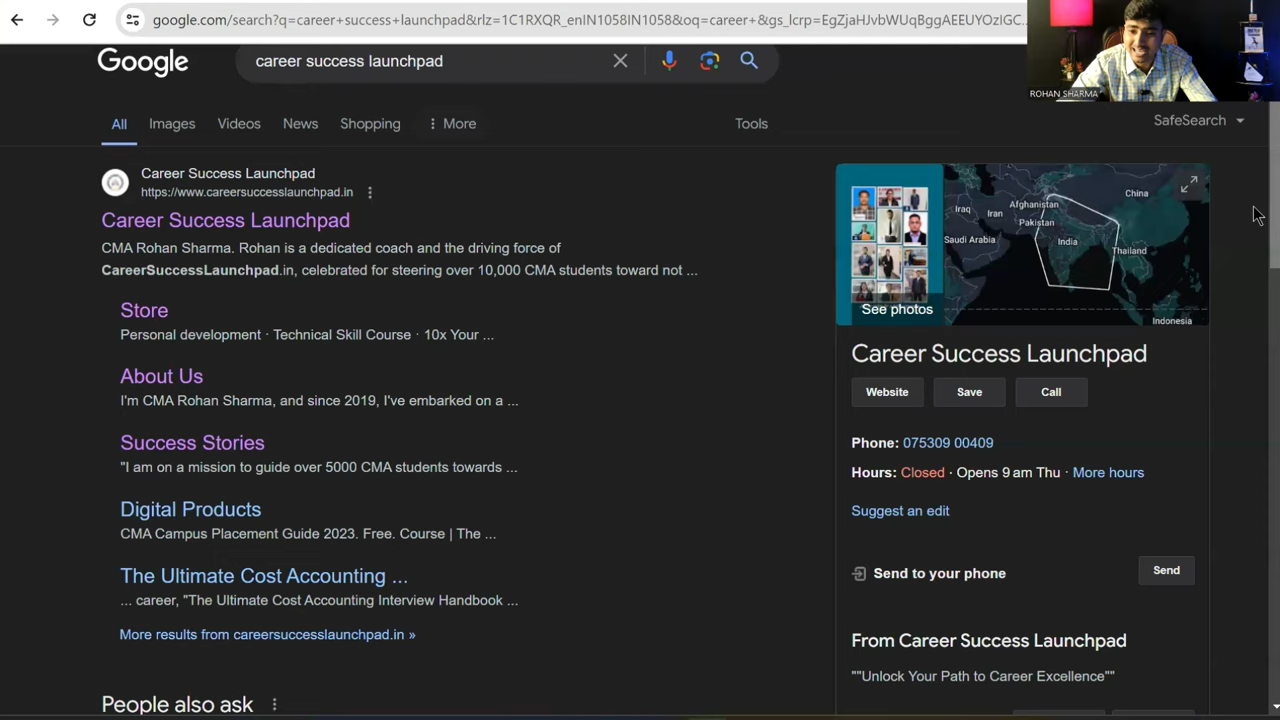 google.com/search?q=career+success+launchpad&rlz=1C1RXQR_enIN1058IN1058&oq=career+&gs_lcrp=EgZjaHJvbWUqBggAEEUYOzIGC.
ROHAN SHARMA
Google
career success launchpad
All
Images
Videos
News
Shopping
More
Tools
SafeSearch
Career Success Launchpad
https://www.careersuccesslaunchpad.in
Career Success Launchpad
CMA Rohan Sharma. Rohan is a dedicated coach and the driving force of
CareerSuccessLaunchpad.in, celebrated for steering over 10,000 CMA students toward not ...
Store
Personal development · Technical Skill Course · 10x Your ...
About Us
I'm CMA Rohan Sharma, and since 2019, I've embarked on a ...
Success Stories
"I am on a mission to guide over 5000 CMA students towards ...
Digital Products
CMA Campus Placement Guide 2023. Free. Course | The ...
The Ultimate Cost Accounting ...
... career, "The Ultimate Cost Accounting Interview Handbook ...
More results from careersuccesslaunchpad.in »
People also ask
See photos
China
Afghanistan
Iraq
Iran
Pakistan
Saudi Arabia
India
Thailand
Indonesia
Career Success Launchpad
Website
Save
Call
Phone: 075309 00409
Hours: Closed · Opens 9 am Thu · More hours
Suggest an edit
Send to your phone
Send
From Career Success Launchpad
""Unlock Your Path to Career Excellence""